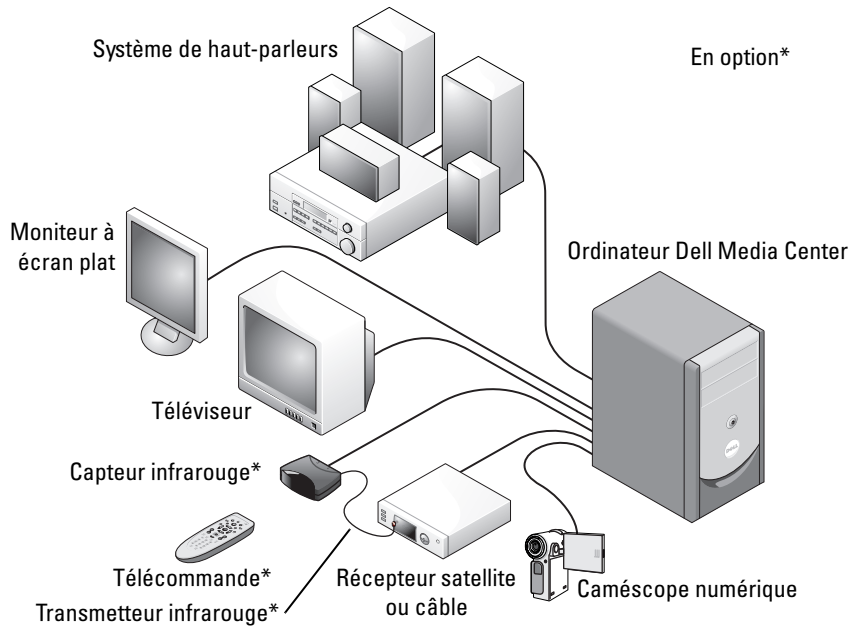 Système de haut-parleurs
En option*
Moniteur à
écran plat
Ordinateur Dell Media Center
Téléviseur
Capteur infrarouge*
Télécommande*
Récepteur satellite
ou câble
Caméscope numérique
Transmetteur infrarouge*
DELL